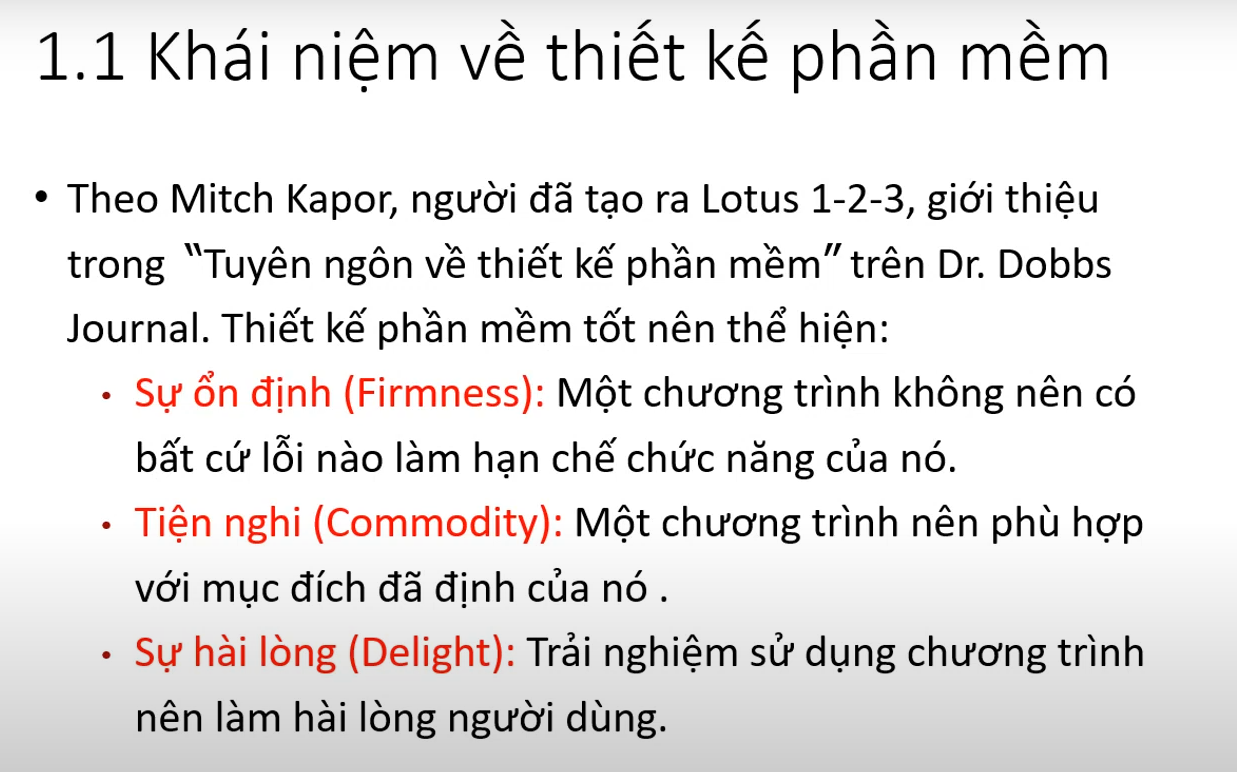 1.1 Khái niệm về thiết kế phần mềm
• Theo Mitch Kapor, người đã tạo ra Lotus 1-2-3, giới thiệu
trong “Tuyên ngôn về thiết kế phần mềm” trên Dr. Dobbs
Journal. Thiết kế phần mềm tốt nên thể hiện:
• Sự ổn định (Firmness): Một chương trình không nên có
bất cứ lỗi nào làm hạn chế chức năng của nó.
• Tiện nghi (Commodity): Một chương trình nên phù hợp
với mục đích đã định của nó .
• Sự hài lòng (Delight): Trải nghiệm sử dụng chương trình
nên làm hài lòng người dùng.